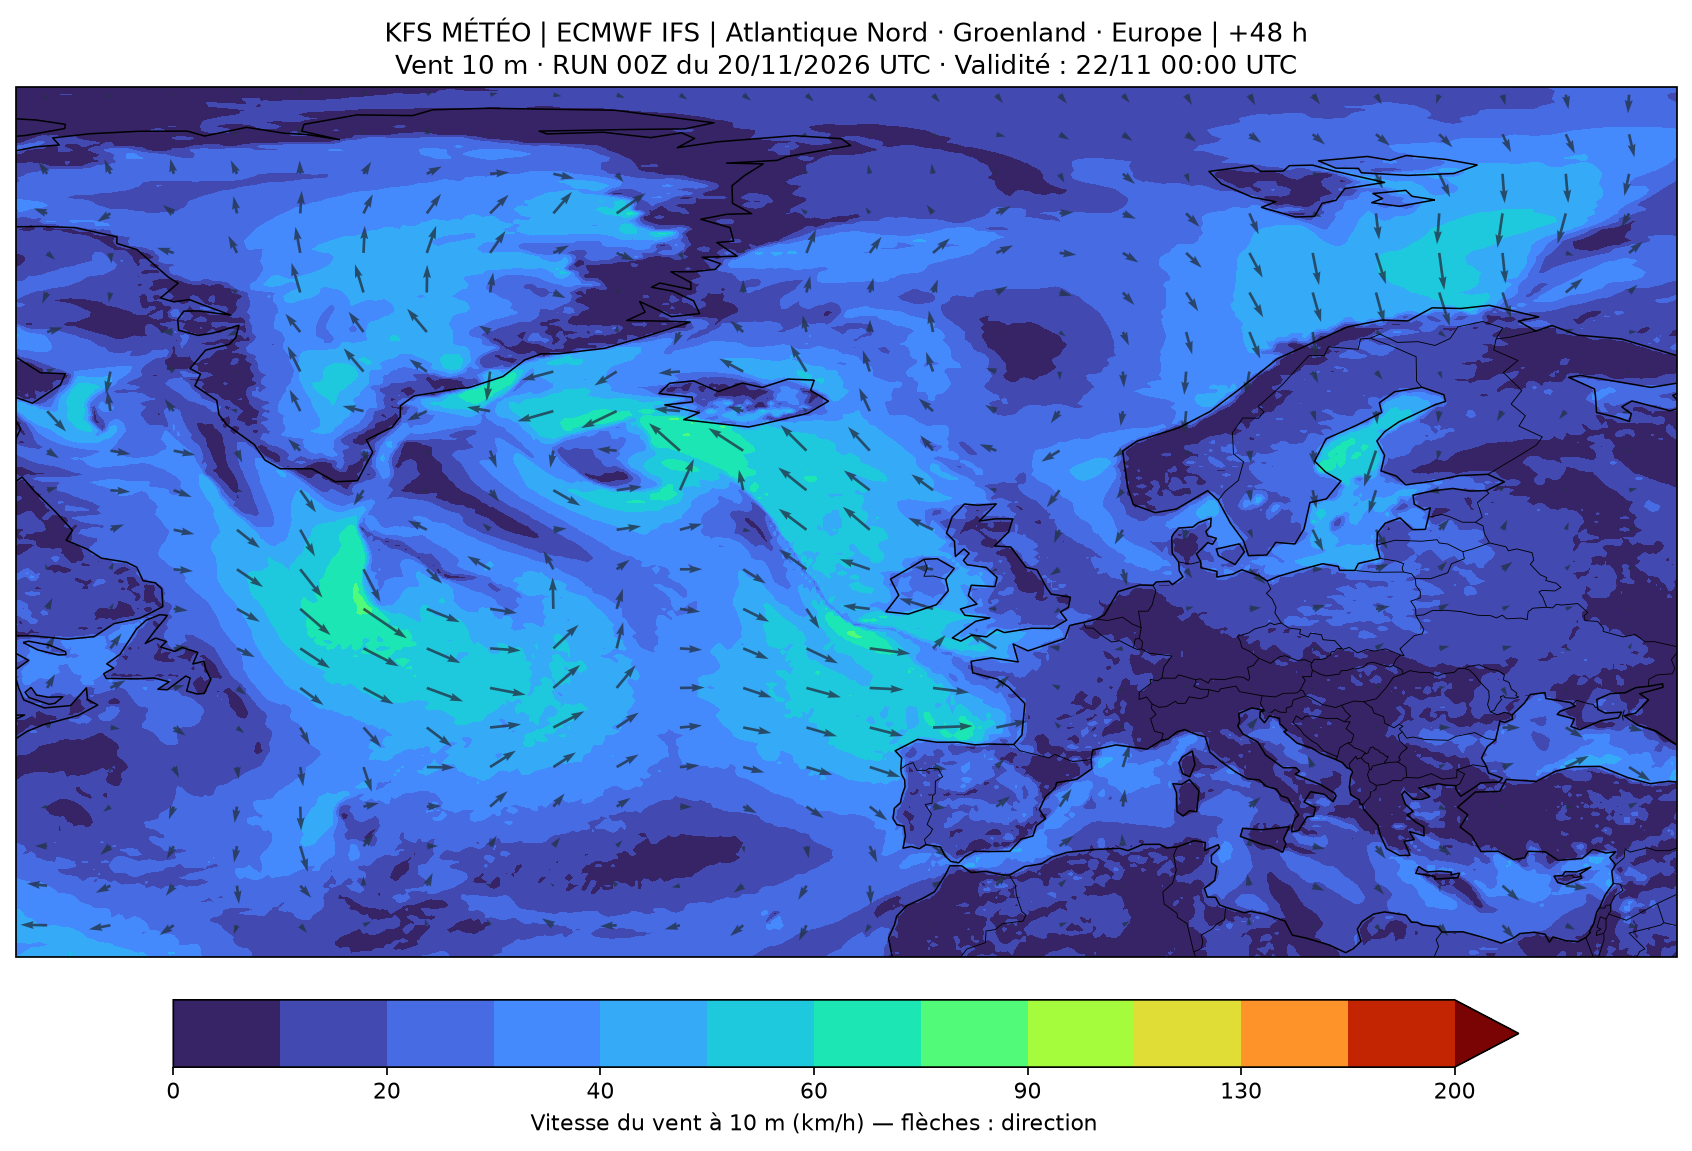 KFS MÉTÉO | ECMWF IFS | Atlantique Nord · Groenland · Europe | +48 h
Vent 10 m · RUN 00Z du 20/11/2026 UTC · Validité : 22/11 00:00 UTC
0 20 40 60 90 130 200
Vitesse du vent à 10 m (km/h) — flèches : direction